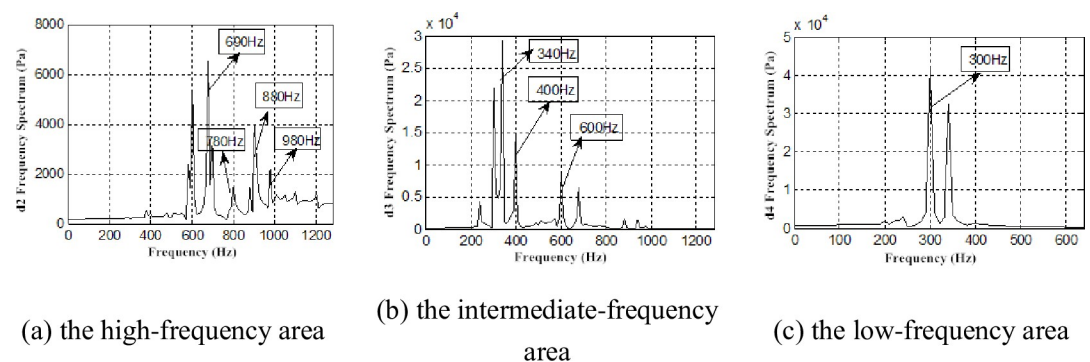 8000
6000
4000
2000
0
0 200 400 600 800 1000 1200
d2 Frequency Spectrum (Pa)
Frequency (Hz)
690Hz
880Hz
780Hz
980Hz
x 10^4
3
2.5
2
1.5
1
0.5
0
0 200 400 600 800 1000 1200
d3 Frequency Spectrum (Pa)
Frequency (Hz)
340Hz
400Hz
600Hz
x 10^4
5
4
3
2
1
0
0 100 200 300 400 500 600
d4 Frequency Spectrum (Pa)
Frequency (Hz)
300Hz
(a) the high-frequency area
(b) the intermediate-frequency
area
(c) the low-frequency area